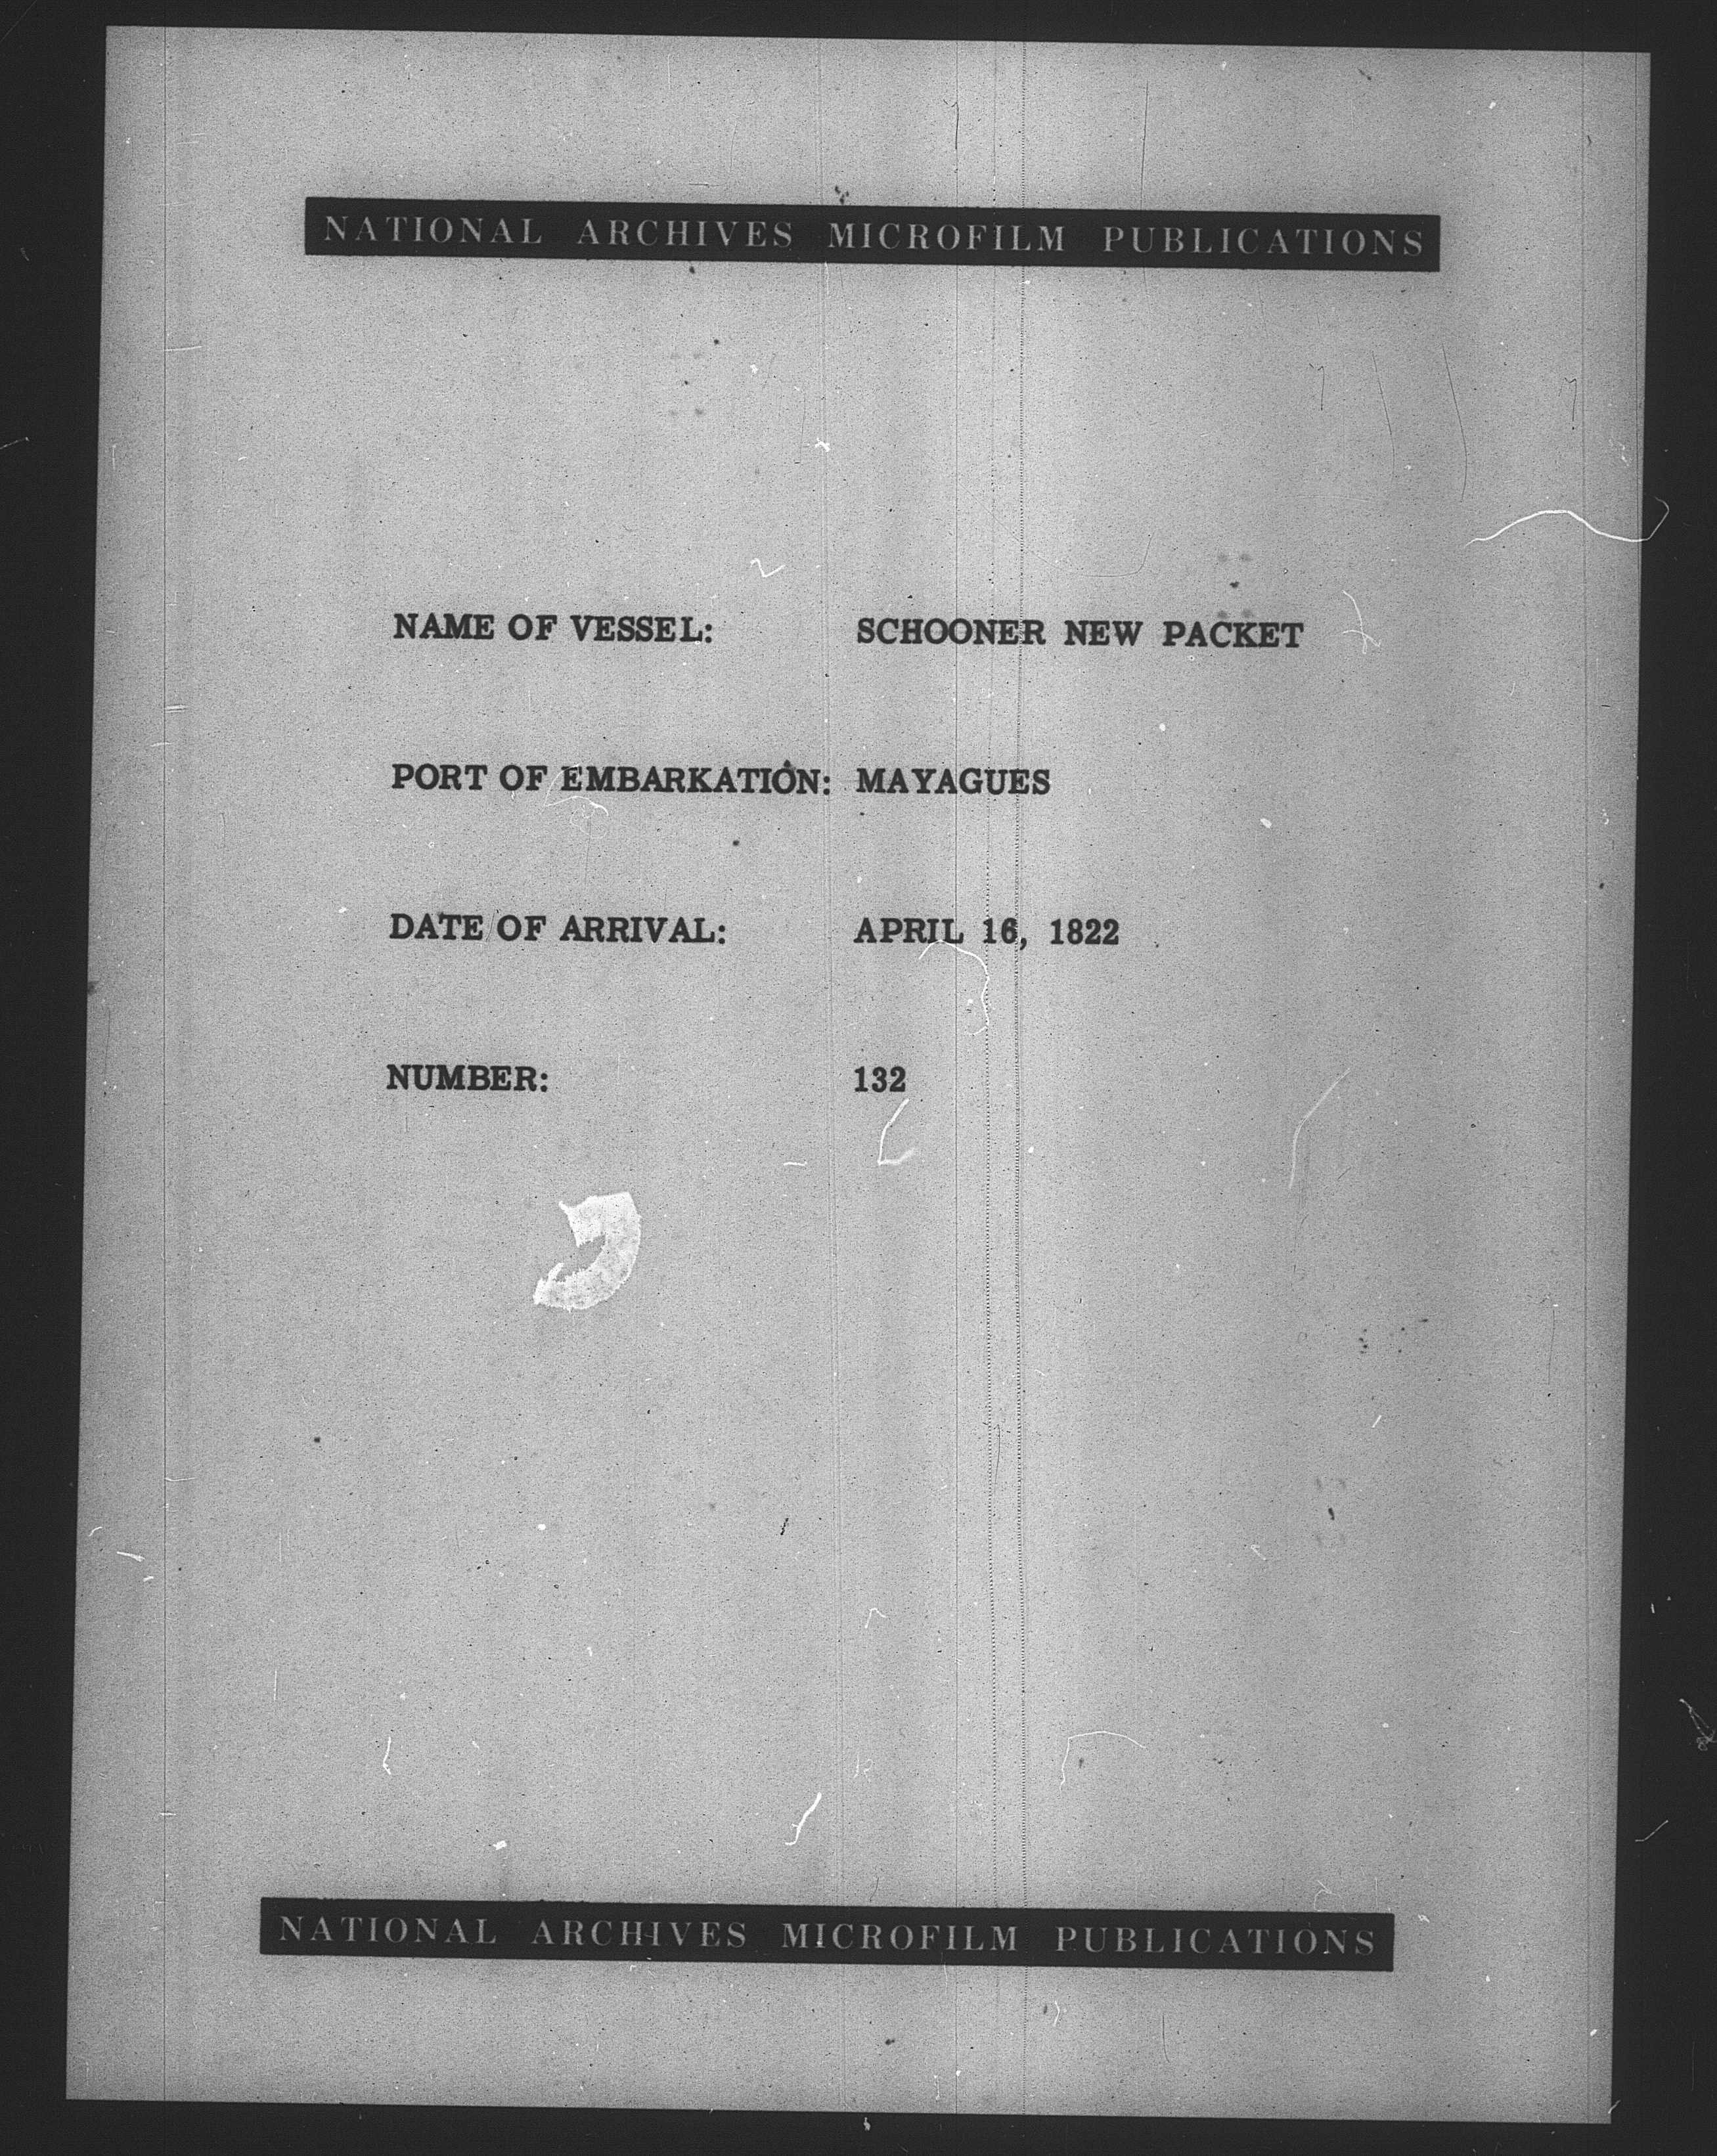 NATIONAL ARCHIVES MICROFILM PUBLICATIONS
NAME OF VESSEL: SCHOONER NEW PACKET
PORT OF EMBARKATION: MAYAGUES
DATE OF ARRIVAL: APRIL 16, 1822
NUMBER: 132
NATIONAL ARCHIVES MICROFILM PUBLICATIONS